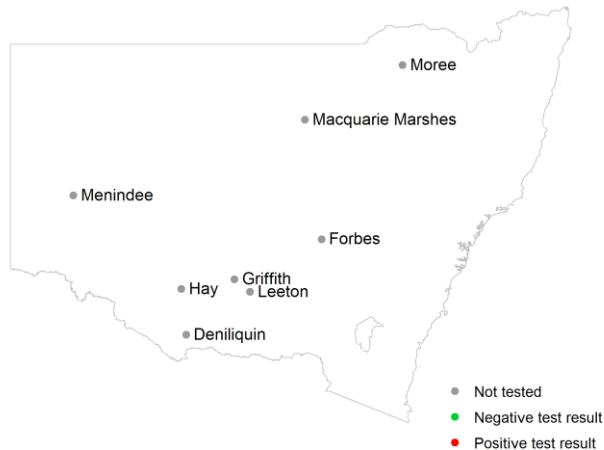 Moree
Macquarie Marshes
Menindee
Forbes
Griffith
Hay
Leeton
Deniliquin
Not tested
Negative test result
Positive test result